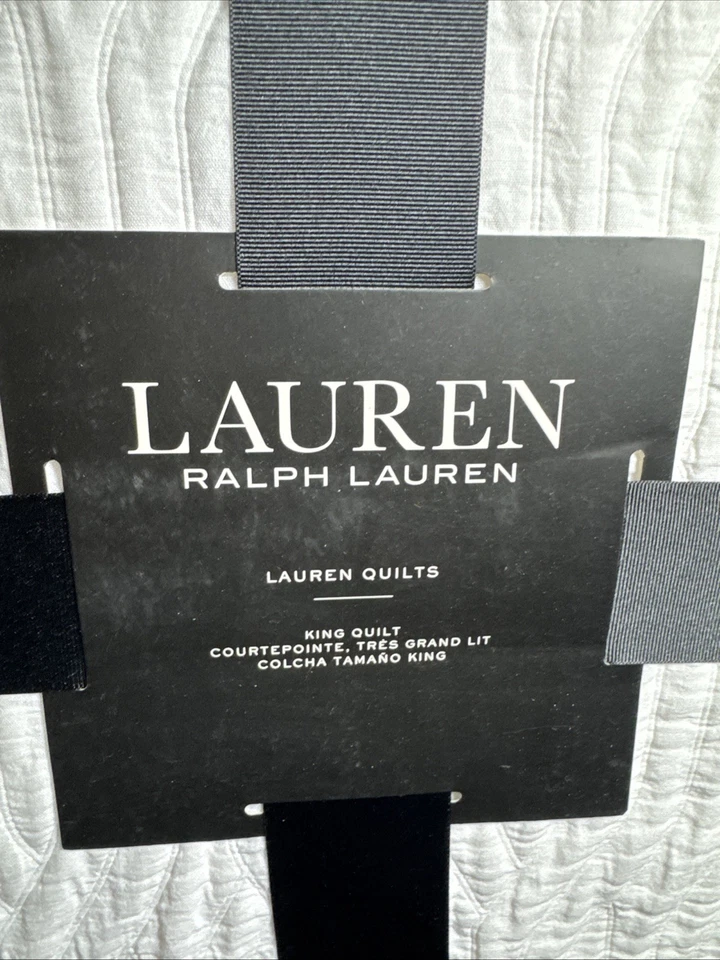 LAUREN
RALPH LAUREN
LAUREN QUILTS
KING QUILT
COURTEPOINTE, TRÈS GRAND LIT
COLCHA TAMAÑO KING